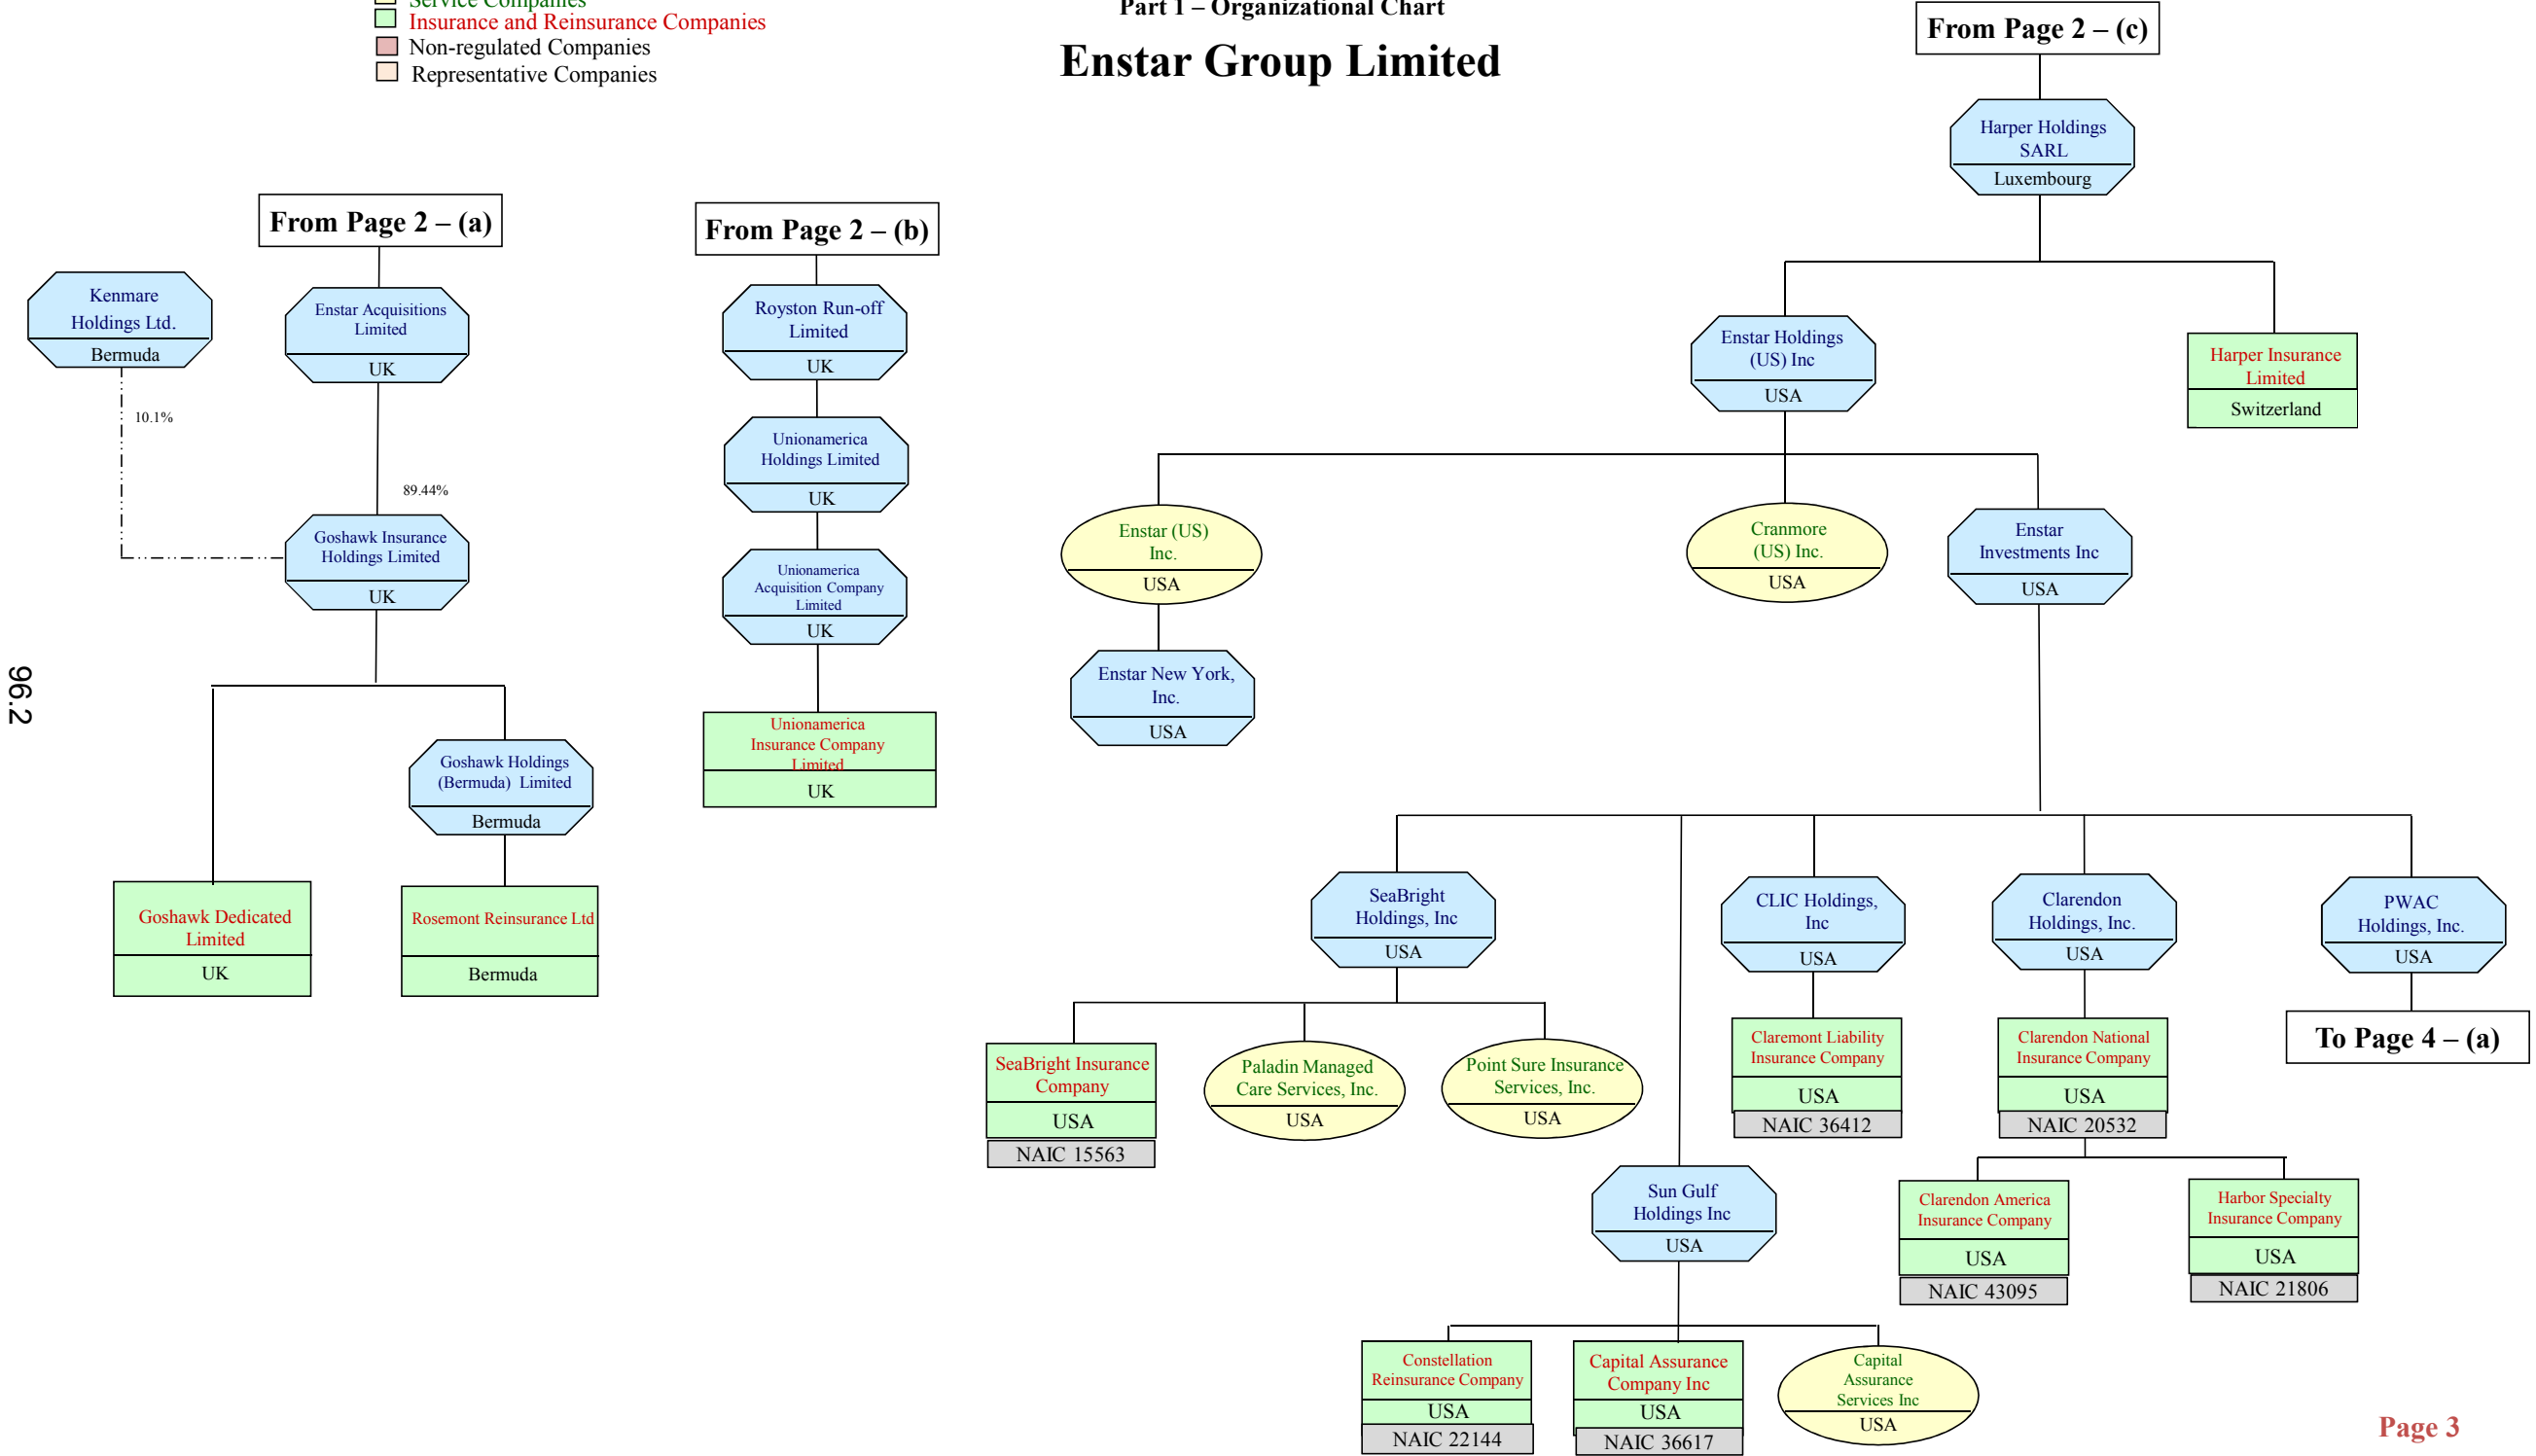 Service Companies
Insurance and Reinsurance Companies
Non-regulated Companies
Representative Companies
Part 1 – Organizational Chart
Enstar Group Limited
From Page 2 – (a)
Kenmare
Holdings Ltd.
Bermuda
10.1%
Enstar Acquisitions
Limited
UK
89.44%
Goshawk Insurance
Holdings Limited
UK
Goshawk Holdings
(Bermuda) Limited
Bermuda
Goshawk Dedicated
Limited
UK
Rosemont Reinsurance Ltd
Bermuda
From Page 2 – (b)
Royston Run-off
Limited
UK
Unionamerica
Holdings Limited
UK
Unionamerica
Acquisition Company
Limited
UK
Unionamerica
Insurance Company
Limited
UK
From Page 2 – (c)
Harper Holdings
SARL
Luxembourg
Enstar Holdings
(US) Inc
USA
Harper Insurance
Limited
Switzerland
Enstar (US)
Inc.
USA
Cranmore
(US) Inc.
USA
Enstar
Investments Inc
USA
Enstar New York,
Inc.
USA
SeaBright
Holdings, Inc
USA
CLIC Holdings,
Inc
USA
Clarendon
Holdings, Inc.
USA
PWAC
Holdings, Inc.
USA
To Page 4 – (a)
SeaBright Insurance
Company
USA
NAIC 15563
Paladin Managed
Care Services, Inc.
USA
Point Sure Insurance
Services, Inc.
USA
Claremont Liability
Insurance Company
USA
NAIC 36412
Clarendon National
Insurance Company
USA
NAIC 20532
Sun Gulf
Holdings Inc
USA
Clarendon America
Insurance Company
USA
NAIC 43095
Harbor Specialty
Insurance Company
USA
NAIC 21806
Constellation
Reinsurance Company
USA
NAIC 22144
Capital Assurance
Company Inc
USA
NAIC 36617
Capital
Assurance
Services Inc
USA
96.2
Page 3